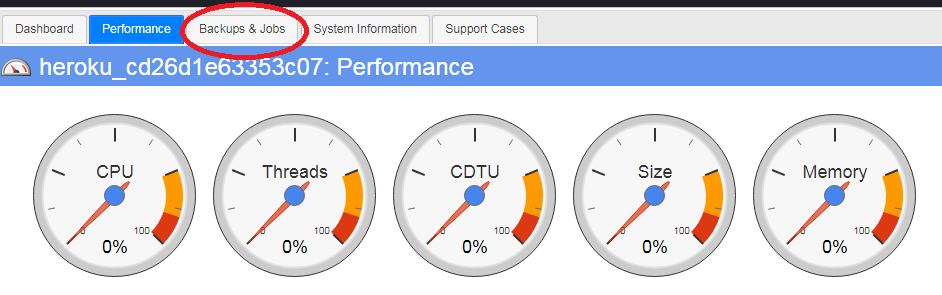 Dashboard Performance Backups & Jobs System Information Support Cases
heroku_cd26d1e63353c07: Performance
CPU Threads CDTU Size Memory
0 100 0 100 0 100 0 100 0 100
0% 0% 0% 0% 0%